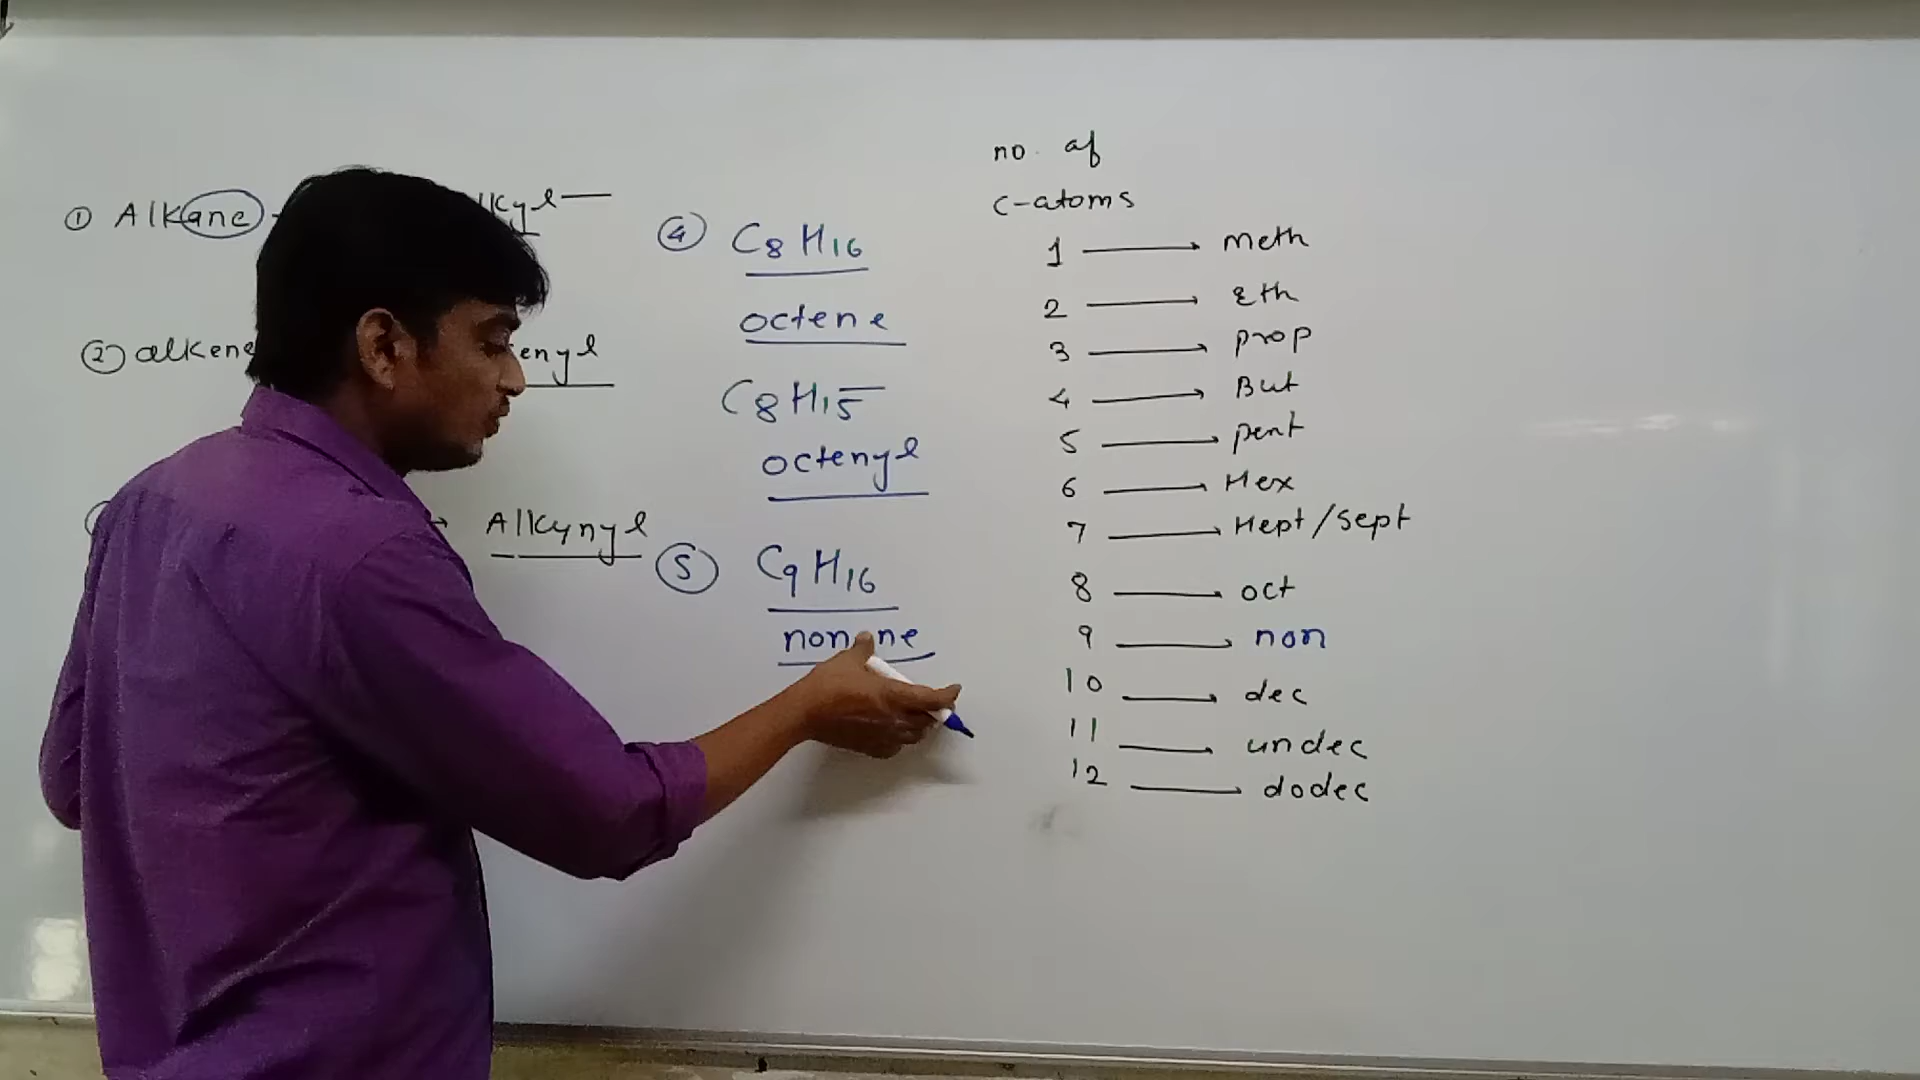 ① Alkane
② alkene enyl
Alkynyl
④ C8H16
octene
C8H15
octenyl
⑤ C9H16
no. of
C-atoms
1 → meth
2 → Eth
3 → prop
4 → But
5 → pent
6 → Hex
7 → Hept/sept
8 → oct
9 → non
10 → dec
11 → undec
12 → dodec